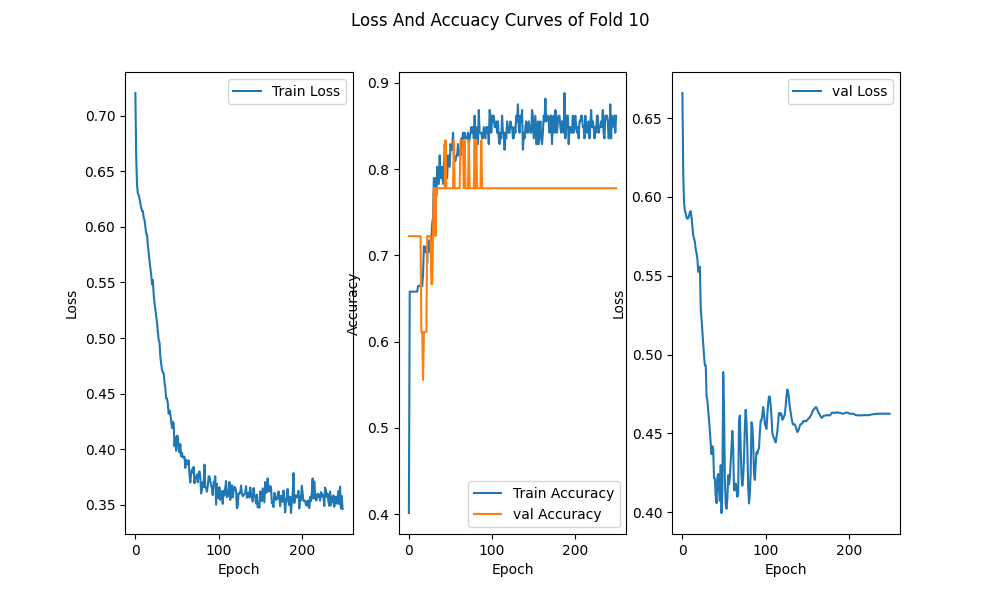 Loss And Accuacy Curves of Fold 10
Train Loss
0.70
0.65
0.60
0.55
0.50
0.45
0.40
0.35
Loss
0 100 200
Epoch
0.9
0.8
0.7
0.6
0.5
0.4
Accuracy
Train Accuracy
val Accuracy
0 100 200
Epoch
val Loss
0.65
0.60
0.55
0.50
0.45
0.40
Loss
0 100 200
Epoch